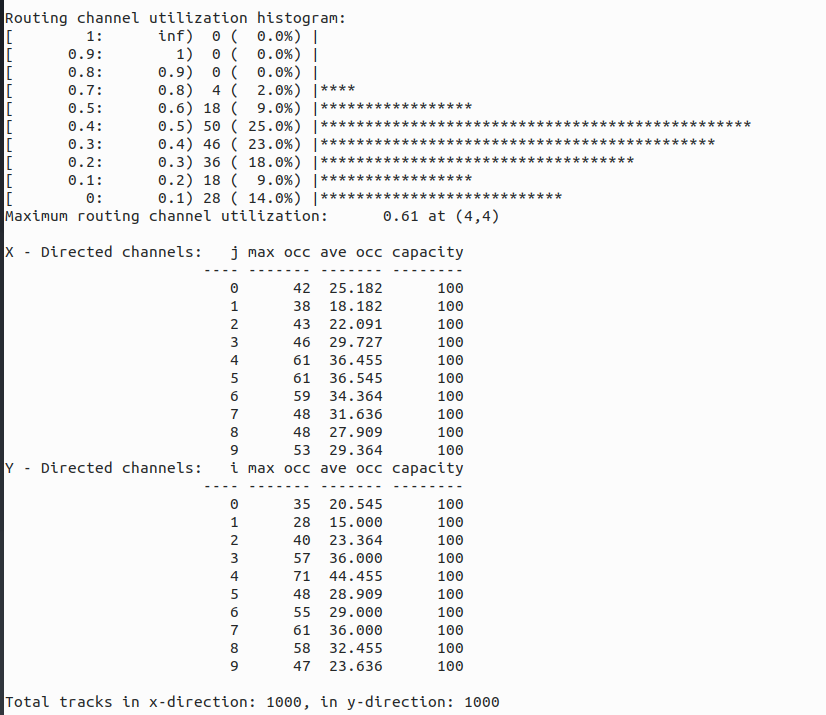 Routing channel utilization histogram:
[        1:      inf)  0 (  0.0%) |
[      0.9:        1)  0 (  0.0%) |
[      0.8:      0.9)  0 (  0.0%) |
[      0.7:      0.8)  4 (  2.0%) |****
[      0.5:      0.6) 18 (  9.0%) |*****************
[      0.4:      0.5) 50 ( 25.0%) |************************************************
[      0.3:      0.4) 46 ( 23.0%) |********************************************
[      0.2:      0.3) 36 ( 18.0%) |***********************************
[      0.1:      0.2) 18 (  9.0%) |*****************
[        0:      0.1) 28 ( 14.0%) |***************************
Maximum routing channel utilization:      0.61 at (4,4)

X - Directed channels:   j max occ ave occ capacity
                      ---- ------- ------- --------
                         0      42  25.182      100
                         1      38  18.182      100
                         2      43  22.091      100
                         3      46  29.727      100
                         4      61  36.455      100
                         5      61  36.545      100
                         6      59  34.364      100
                         7      48  31.636      100
                         8      48  27.909      100
                         9      53  29.364      100
Y - Directed channels:   i max occ ave occ capacity
                      ---- ------- ------- --------
                         0      35  20.545      100
                         1      28  15.000      100
                         2      40  23.364      100
                         3      57  36.000      100
                         4      71  44.455      100
                         5      48  28.909      100
                         6      55  29.000      100
                         7      61  36.000      100
                         8      58  32.455      100
                         9      47  23.636      100

Total tracks in x-direction: 1000, in y-direction: 1000